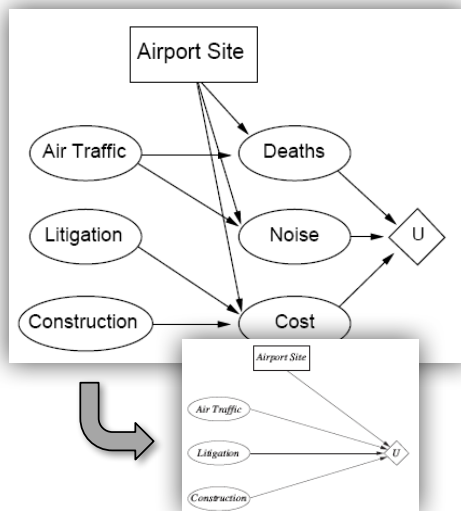 Airport Site
Air Traffic
Deaths
Litigation
Noise
U
Construction
Cost
Airport Site
Air Traffic
Litigation
U
Construction